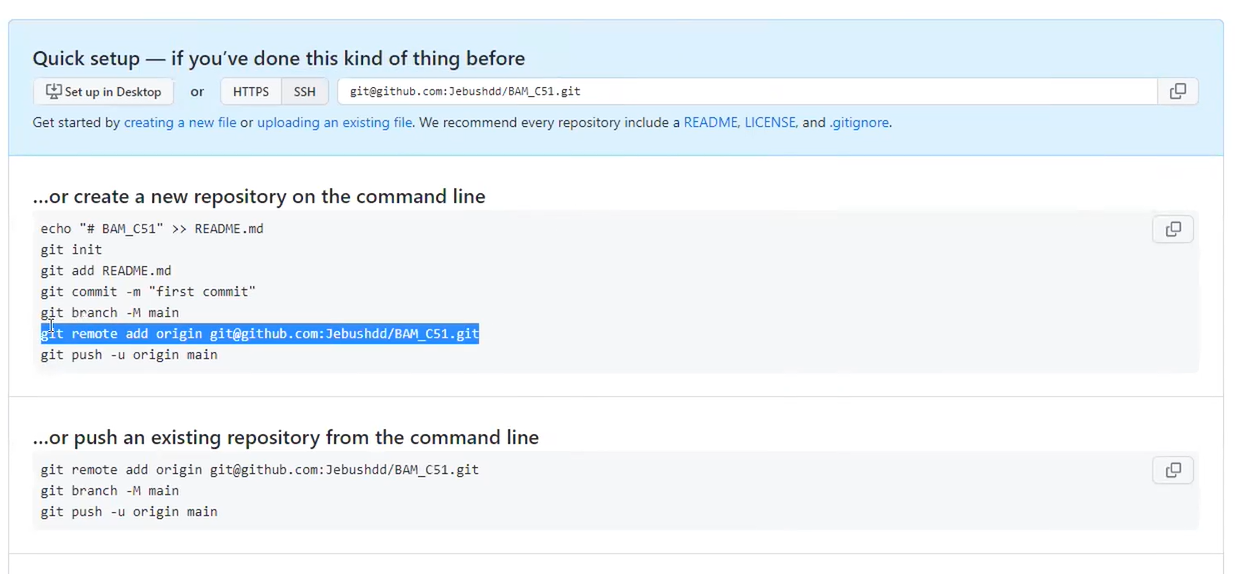 Quick setup — if you’ve done this kind of thing before
Set up in Desktop or HTTPS SSH git@github.com:Jebushdd/BAM_C51.git
Get started by creating a new file or uploading an existing file. We recommend every repository include a README, LICENSE, and .gitignore.
…or create a new repository on the command line
echo "# BAM_C51" >> README.md
git init
git add README.md
git commit -m "first commit"
git branch -M main
git remote add origin git@github.com:Jebushdd/BAM_C51.git
git push -u origin main
…or push an existing repository from the command line
git remote add origin git@github.com:Jebushdd/BAM_C51.git
git branch -M main
git push -u origin main